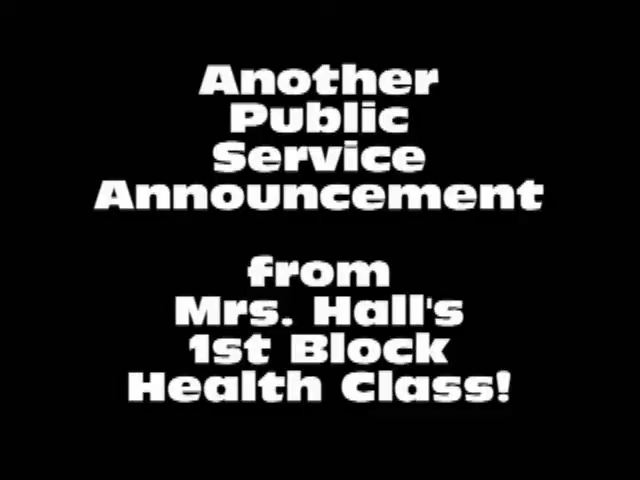 Another
Public
Service
Announcement
from
Mrs. Hall's
1st Block
Health Class!